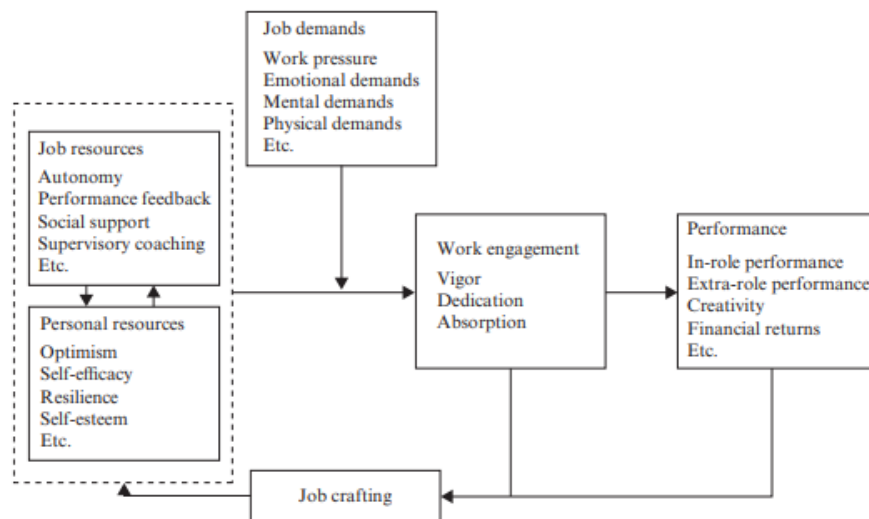 Job demands
Work pressure
Emotional demands
Mental demands
Physical demands
Etc.
Job resources
Autonomy
Performance feedback
Social support
Supervisory coaching
Etc.
Personal resources
Optimism
Self-efficacy
Resilience
Self-esteem
Etc.
Work engagement
Vigor
Dedication
Absorption
Performance
In-role performance
Extra-role performance
Creativity
Financial returns
Etc.
Job crafting